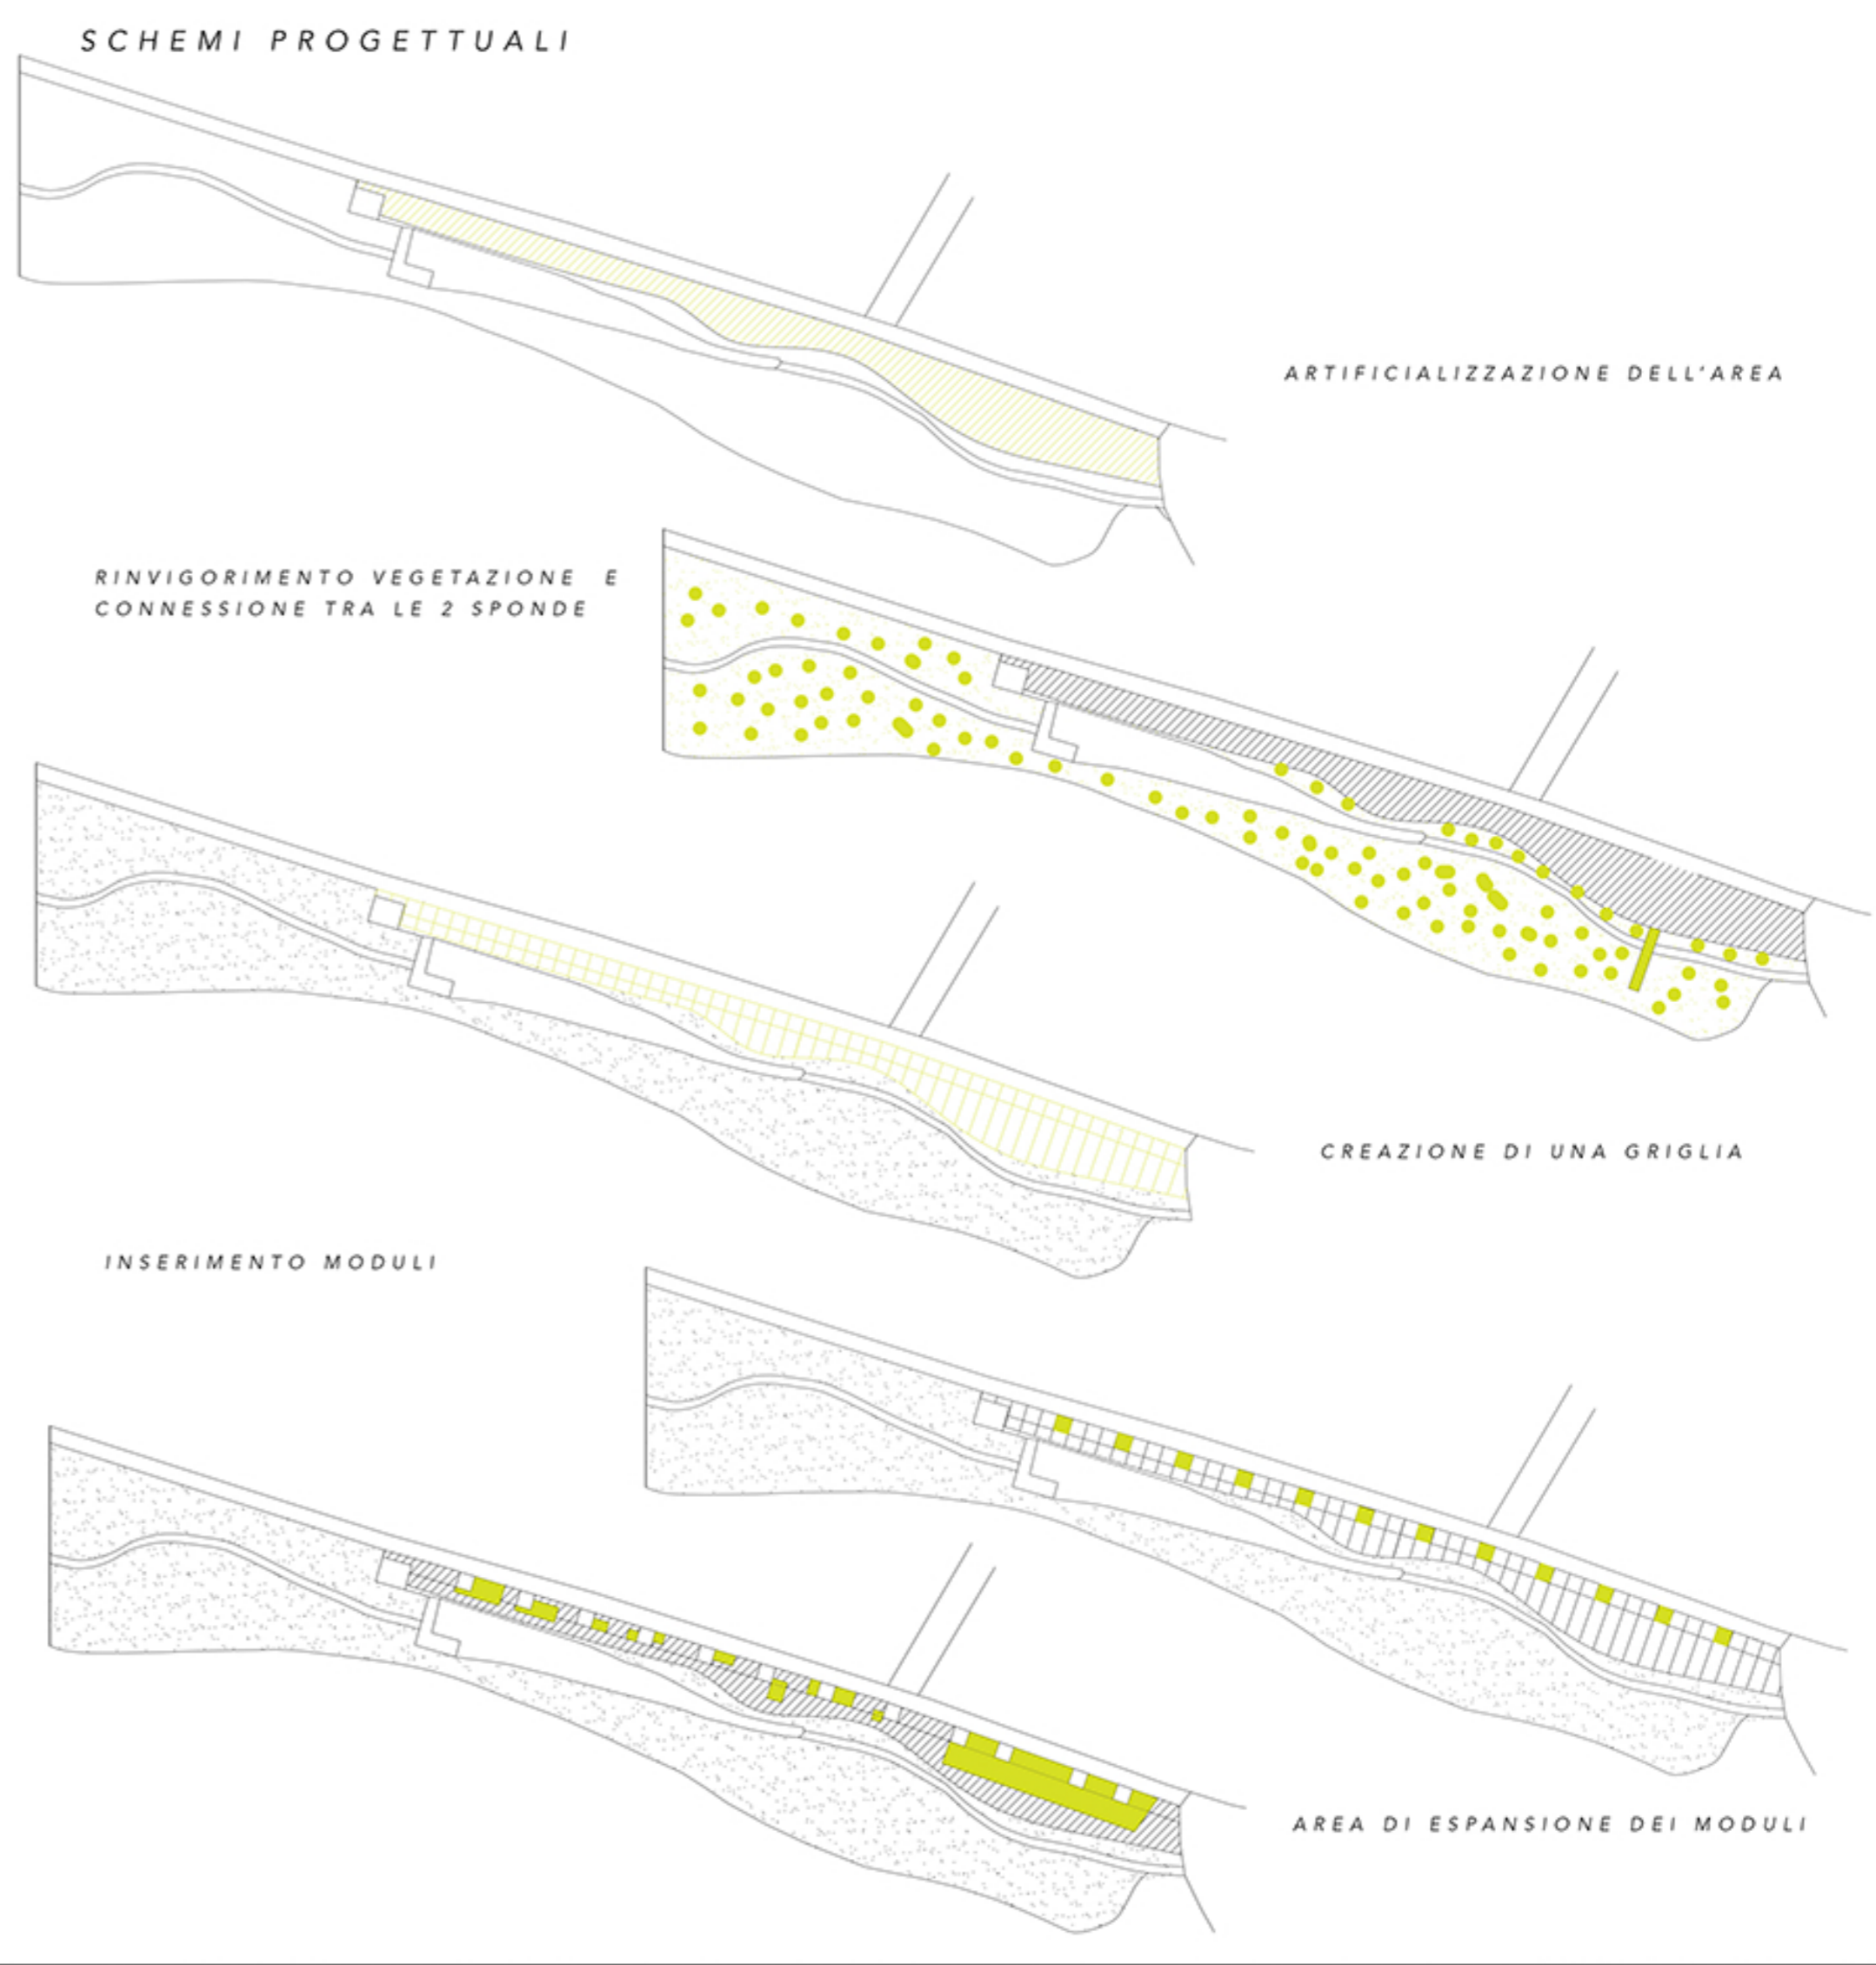 SCHEMI PROGETTUALI
ARTIFICIALIZZAZIONE DELL'AREA
RINVIGORIMENTO VEGETAZIONE E
CONNESSIONE TRA LE 2 SPONDE
CREAZIONE DI UNA GRIGLIA
INSERIMENTO MODULI
AREA DI ESPANSIONE DEI MODULI